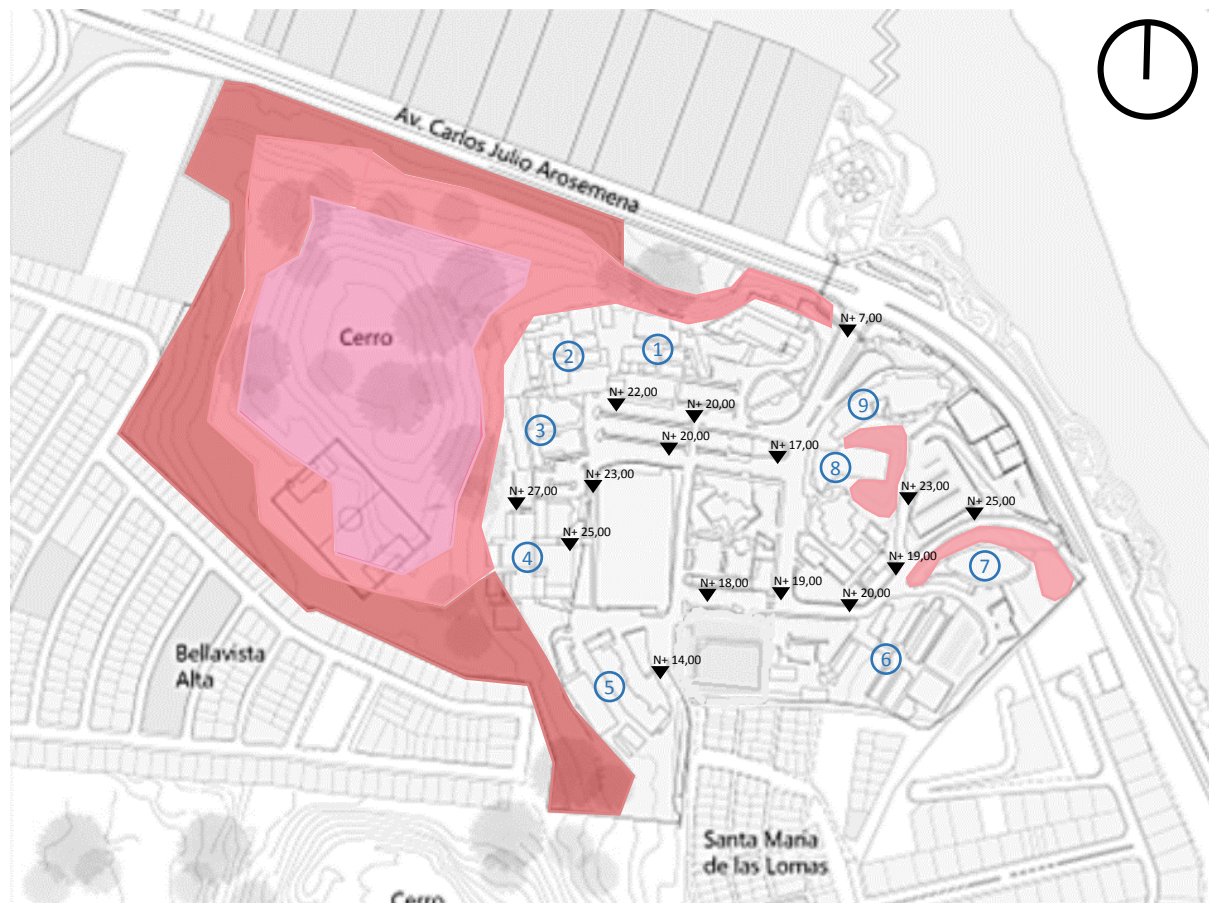 Av. Carlos Julio Arosemena
N+ 7,00
Cerro
1
2
N+ 22,00
N+ 20,00
9
3
N+ 20,00
N+ 17,00
8
N+ 23,00
N+ 27,00
N+ 23,00
N+ 25,00
N+ 25,00
4
N+ 19,00
7
N+ 18,00
N+ 19,00
N+ 20,00
Bellavista
Alta
N+ 14,00
6
5
Santa Maria
de las Lomas
Cerro